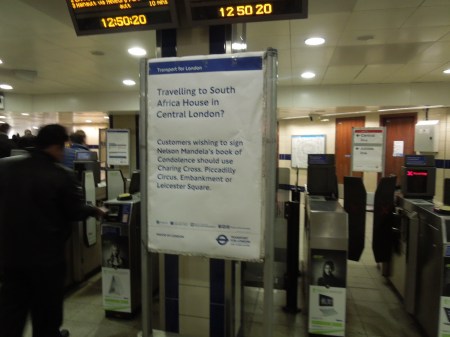 12:50:20
12 50 20
Transport for London
Travelling to South
Africa House in
Central London?
Customers wishing to sign
Nelson Mandela's book of
Condolence should use
Charing Cross, Piccadilly
Circus, Embankment or
Leicester Square.
Central